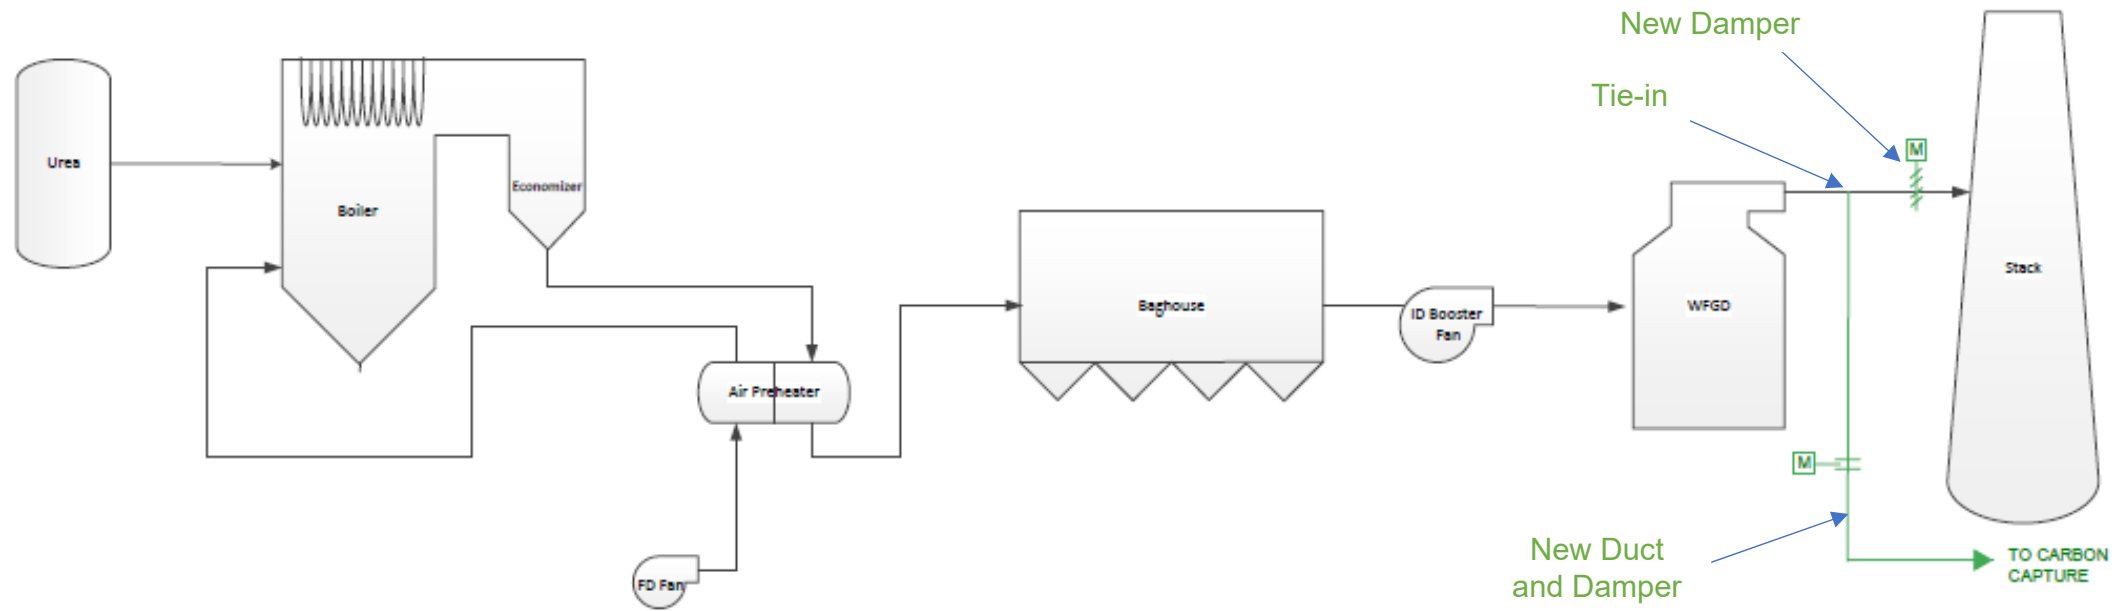 New Damper
Tie-in
M
Urea
Economizer
Boiler
Stack
Baghouse
WFGD
ID Booster
Fan
Air Preheater
M
New Duct
and Damper
FD Fan
TO CARBON
CAPTURE